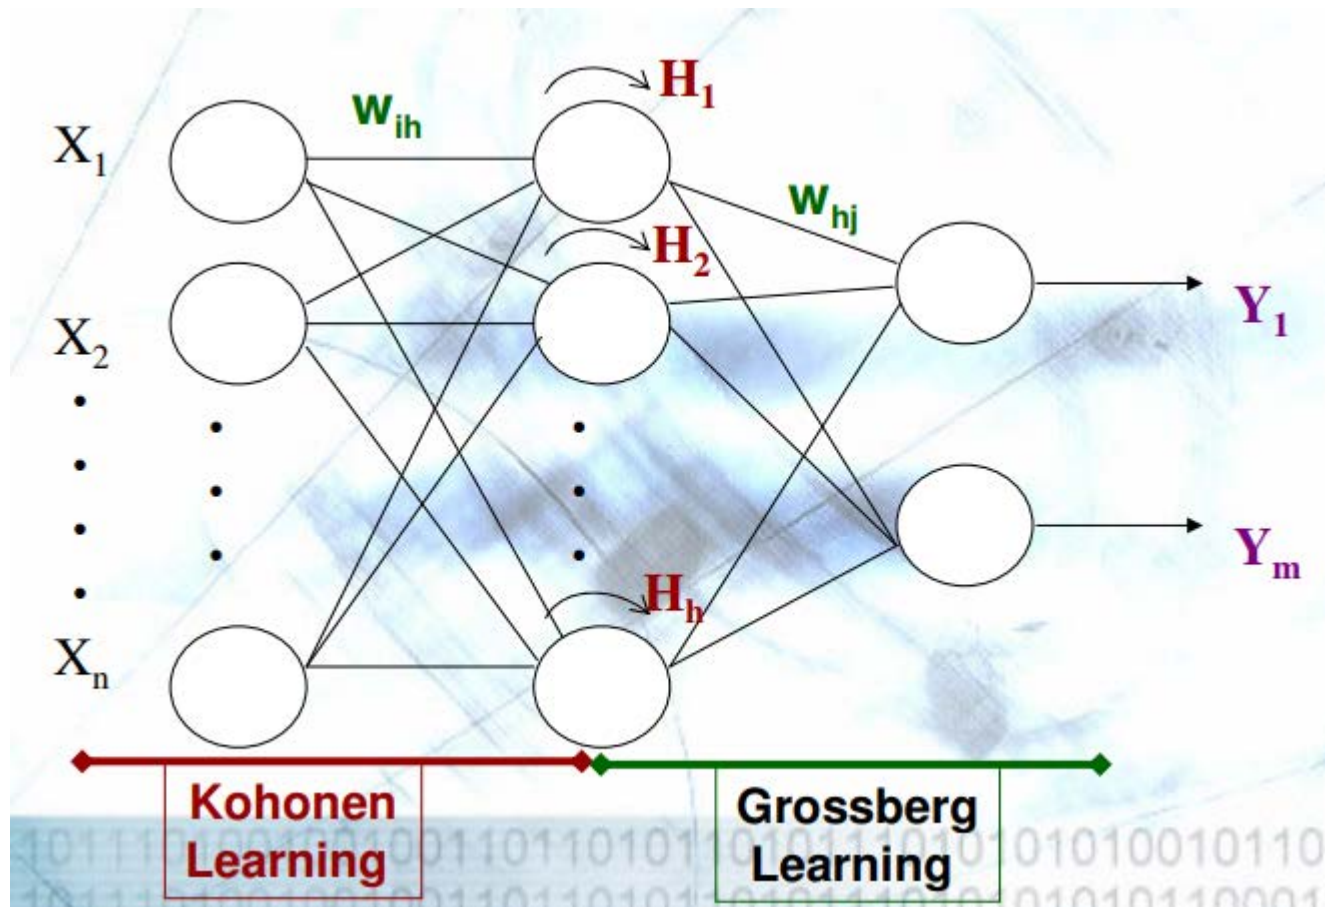 H₁
wᵢₕ
X₁
wₕⱼ
H₂
Y₁
X₂
Yₘ
Hₕ
Xₙ
Kohonen
Learning
Grossberg
Learning